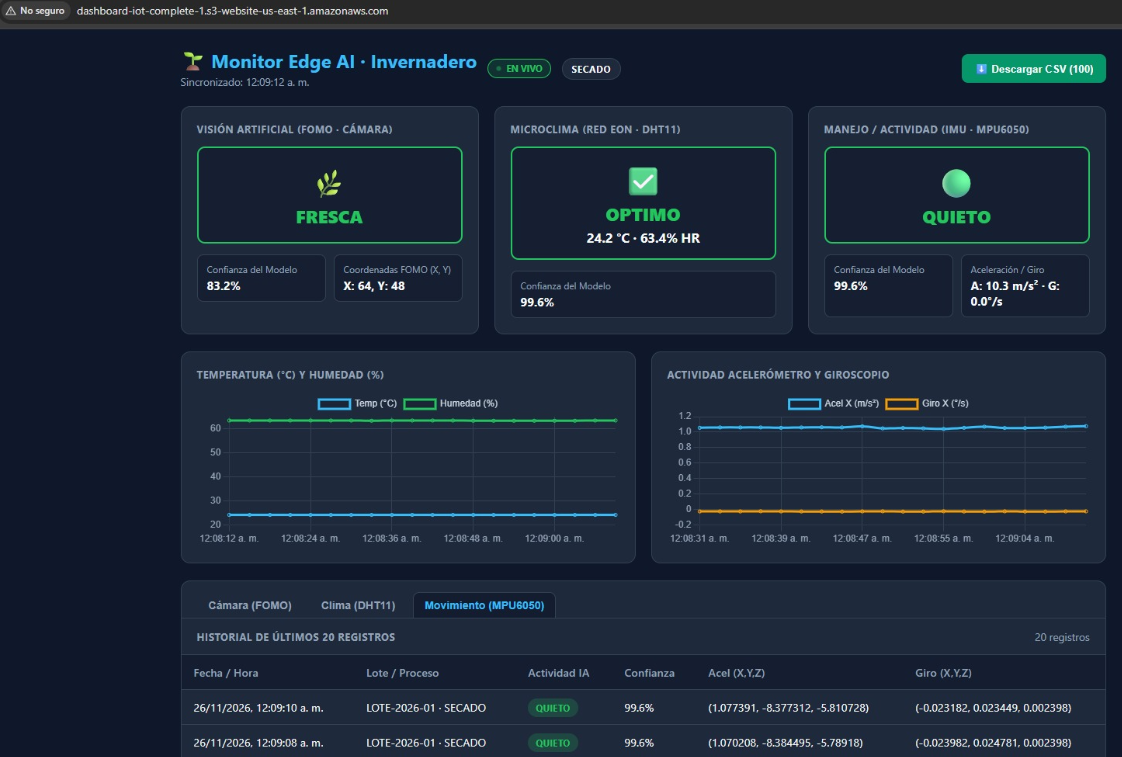 No seguro
dashboard-iot-complete-1.s3-website-us-east-1.amazonaws.com
Monitor Edge AI · Invernadero
EN VIVO
SECADO
Descargar CSV (100)
Sincronizado: 12:09:12 a. m.
VISIÓN ARTIFICIAL (FOMO · CÁMARA)
FRESCA
Confianza del Modelo
83.2%
Coordenadas FOMO (X, Y)
X: 64, Y: 48
MICROCLIMA (RED EON · DHT11)
OPTIMO
24.2 °C · 63.4% HR
Confianza del Modelo
99.6%
MANEJO / ACTIVIDAD (IMU · MPU6050)
QUIETO
Confianza del Modelo
99.6%
Aceleración / Giro
A: 10.3 m/s² · G:
0.0°/s
TEMPERATURA (°C) Y HUMEDAD (%)
Temp (°C) Humedad (%)
60
50
40
30
20
12:08:12 a. m. 12:08:24 a. m. 12:08:36 a. m. 12:08:48 a. m. 12:09:00 a. m.
ACTIVIDAD ACELERÓMETRO Y GIROSCOPIO
Acel X (m/s²) Giro X (°/s)
1.2
1.0
0.8
0.6
0.4
0.2
0
-0.2
12:08:31 a. m. 12:08:39 a. m. 12:08:47 a. m. 12:08:55 a. m. 12:09:04 a. m.
Cámara (FOMO) Clima (DHT11) Movimiento (MPU6050)
HISTORIAL DE ÚLTIMOS 20 REGISTROS 20 registros
Fecha / Hora Lote / Proceso Actividad IA Confianza Acel (X,Y,Z) Giro (X,Y,Z)
26/11/2026, 12:09:10 a. m. LOTE-2026-01 · SECADO QUIETO 99.6% (1.077391, -8.377312, -5.810728) (-0.023182, 0.023449, 0.002398)
26/11/2026, 12:09:08 a. m. LOTE-2026-01 · SECADO QUIETO 99.6% (1.070208, -8.384495, -5.78918) (-0.023982, 0.024781, 0.002398)